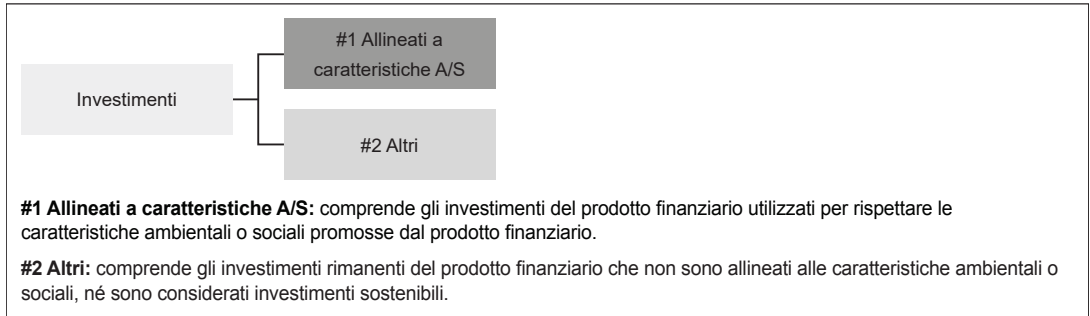 #1 Allineati a
caratteristiche A/S
Investimenti
#2 Altri
#1 Allineati a caratteristiche A/S: comprende gli investimenti del prodotto finanziario utilizzati per rispettare le
caratteristiche ambientali o sociali promosse dal prodotto finanziario.
#2 Altri: comprende gli investimenti rimanenti del prodotto finanziario che non sono allineati alle caratteristiche ambientali o
sociali, né sono considerati investimenti sostenibili.